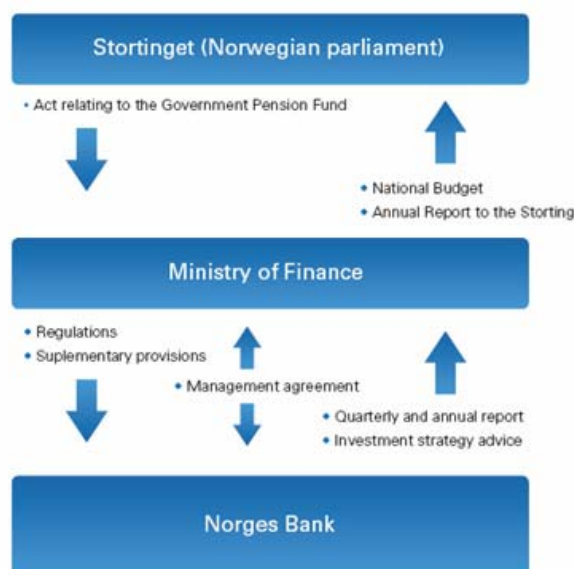 Stortinget (Norwegian parliament)
• Act relating to the Government Pension Fund
• National Budget
• Annual Report to the Storting
Ministry of Finance
• Regulations
• Suplementary provisions
• Management agreement
• Quarterly and annual report
• Investment strategy advice
Norges Bank